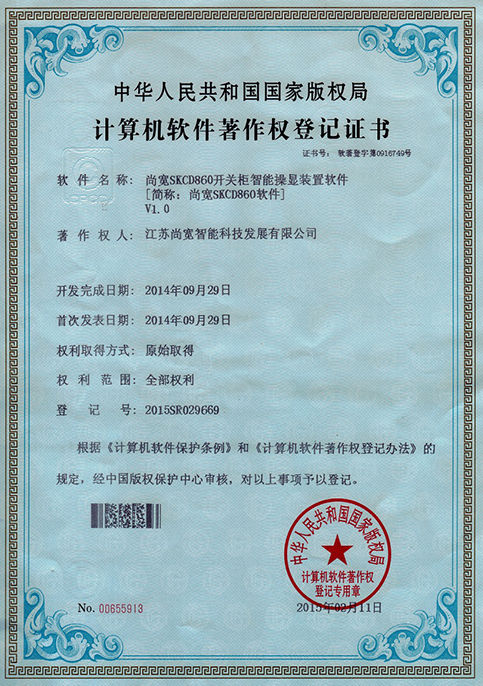 中华人民共和国国家版权局
计算机软件著作权登记证书
证书号： 软著登字第0916749号
软件名称： 尚宽SKCD860开关柜智能操显装置软件
[简称：尚宽SKCD860软件]
V1.0
著作权人： 江苏尚宽智能科技发展有限公司
开发完成日期： 2014年09月29日
首次发表日期： 2014年09月29日
权利取得方式： 原始取得
权利范围： 全部权利
登记号： 2015SR029669
根据《计算机软件保护条例》和《计算机软件著作权登记办法》的
规定，经中国版权保护中心审核，对以上事项予以登记。
中华人民共和国国家版权局
计算机软件著作权
登记专用章
No. 00655913
2015年02月11日